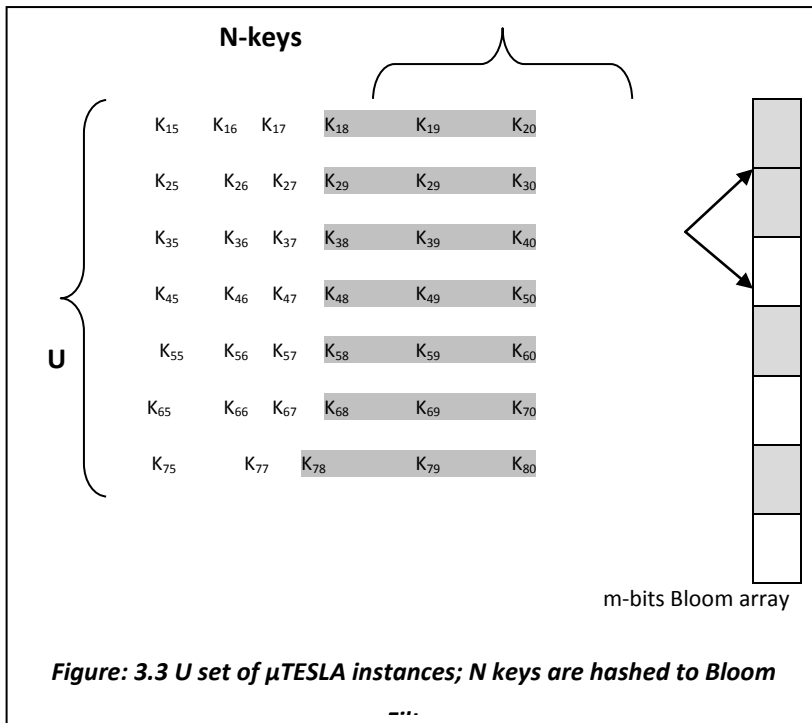 N-keys
K15 K16 K17 K18 K19 K20
K25 K26 K27 K29 K29 K30
K35 K36 K37 K38 K39 K40
K45 K46 K47 K48 K49 K50
U
K55 K56 K57 K58 K59 K60
K65 K66 K67 K68 K69 K70
K75 K77 K78 K79 K80
m-bits Bloom array
Figure: 3.3 U set of µTESLA instances; N keys are hashed to Bloom